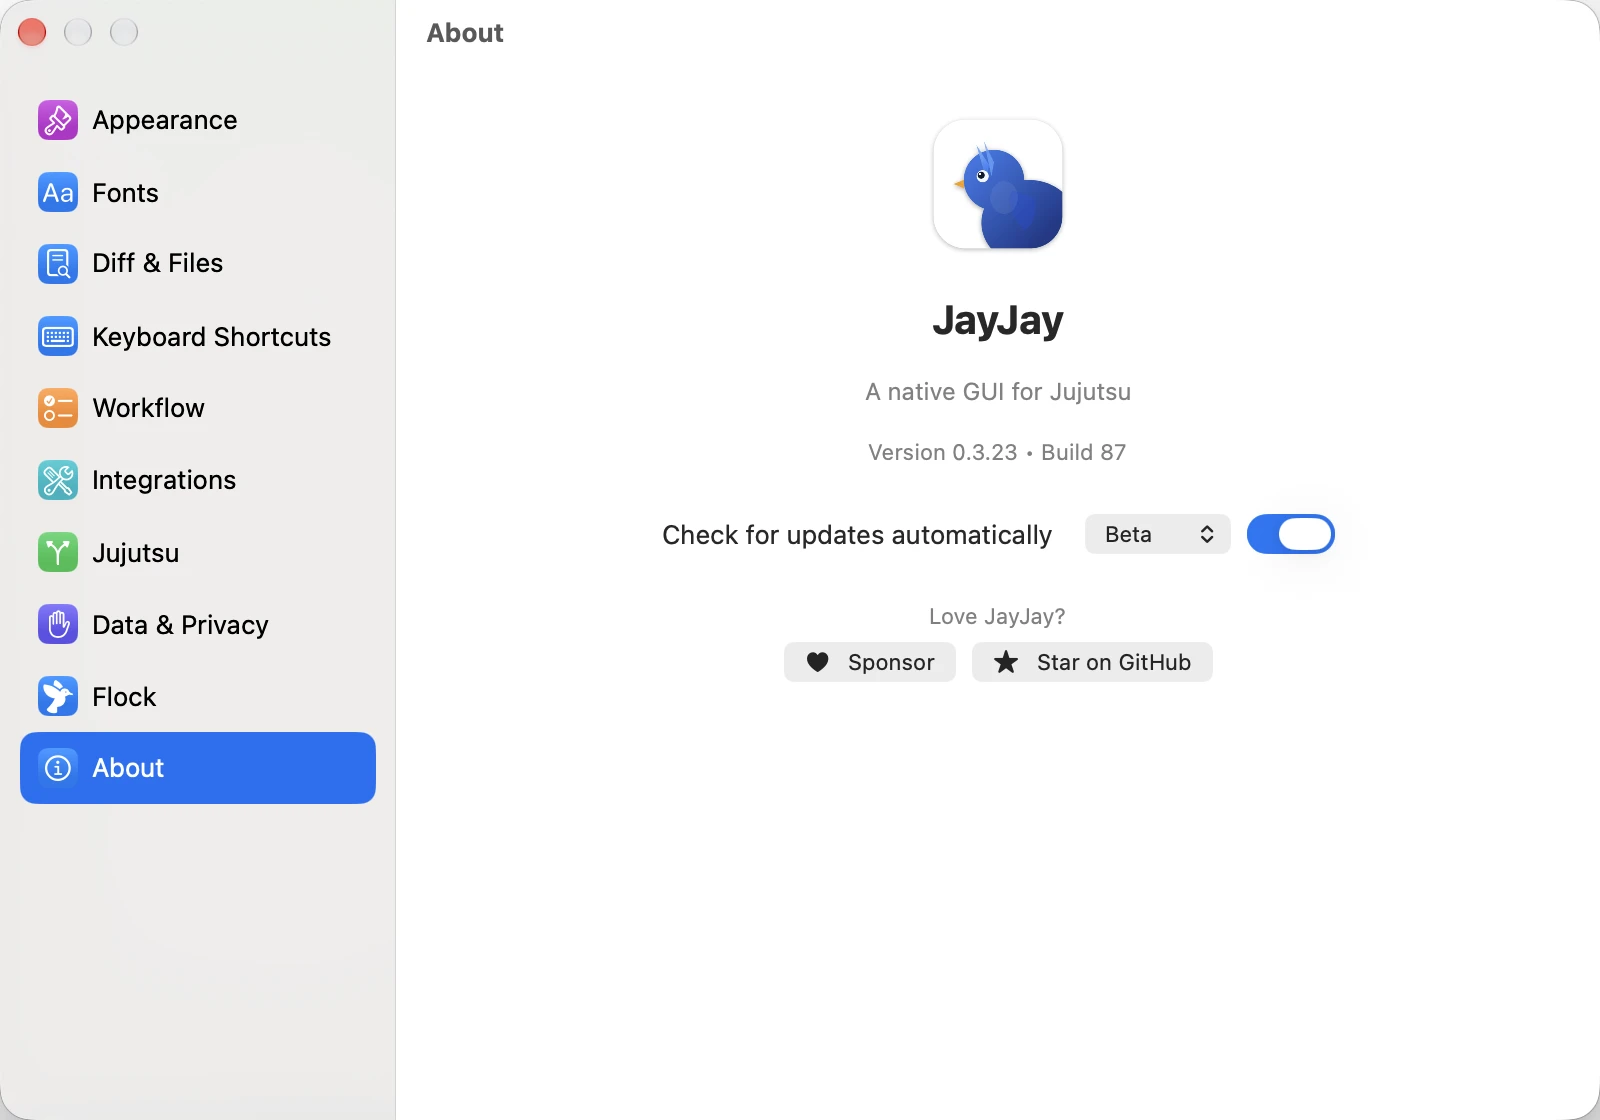 About
Appearance
Aa Fonts
Diff & Files
Keyboard Shortcuts
Workflow
Integrations
Jujutsu
Data & Privacy
Flock
About
JayJay
A native GUI for Jujutsu
Version 0.3.23 • Build 87
Check for updates automatically Beta
Love JayJay?
Sponsor Star on GitHub